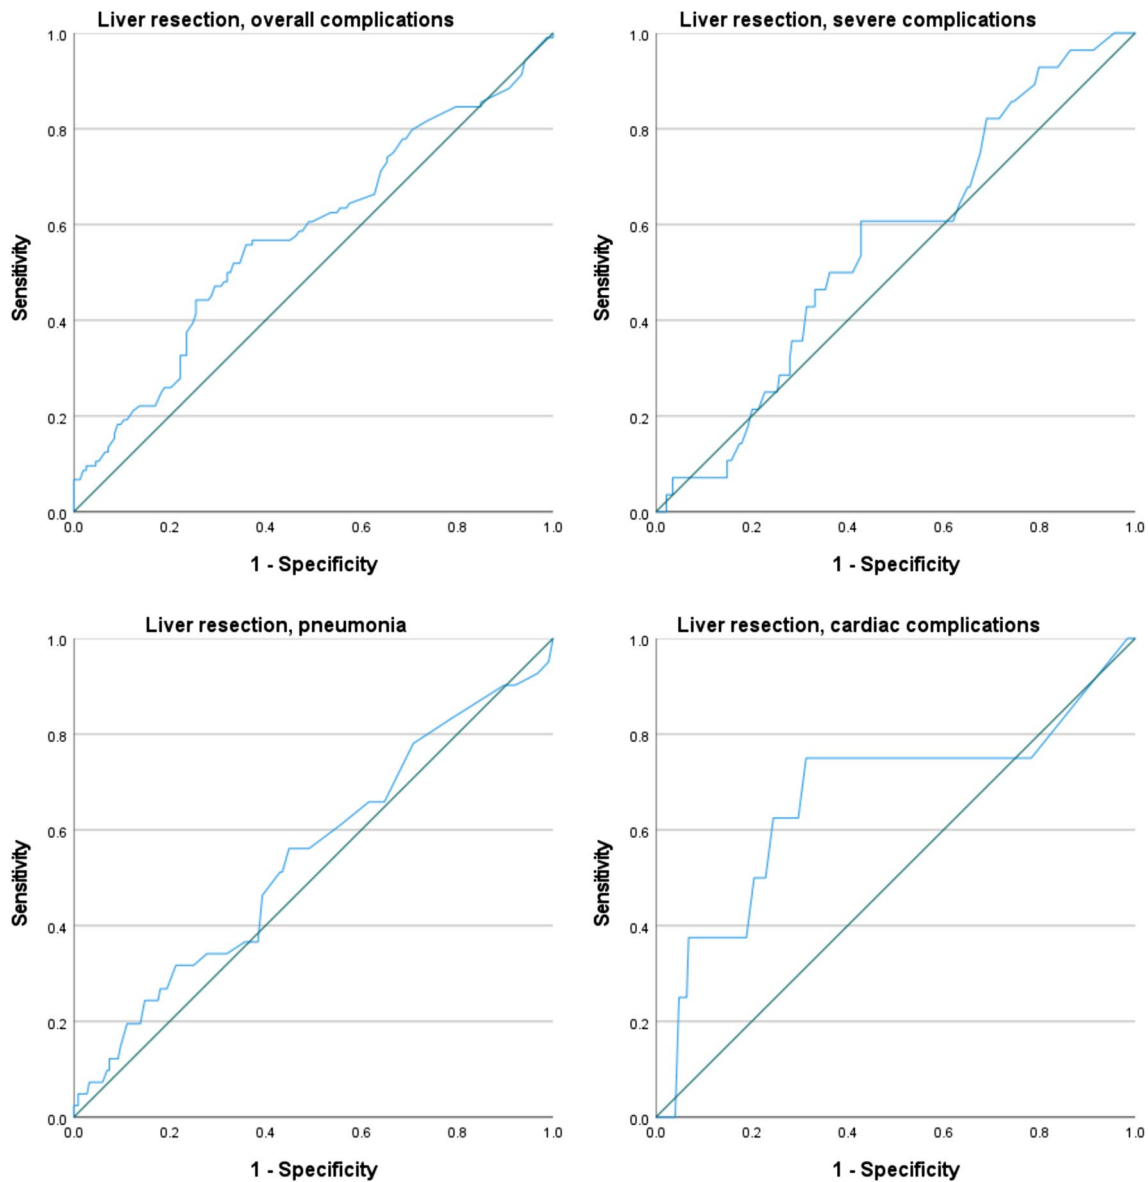 Liver resection, overall complications
1.0
0.8
0.6
0.4
0.2
0.0
Sensitivity
0.0 0.2 0.4 0.6 0.8 1.0
1 - Specificity
Liver resection, severe complications
1.0
0.8
0.6
0.4
0.2
0.0
Sensitivity
0.0 0.2 0.4 0.6 0.8 1.0
1 - Specificity
Liver resection, pneumonia
1.0
0.8
0.6
0.4
0.2
0.0
Sensitivity
0.0 0.2 0.4 0.6 0.8 1.0
1 - Specificity
Liver resection, cardiac complications
1.0
0.8
0.6
0.4
0.2
0.0
Sensitivity
0.0 0.2 0.4 0.6 0.8 1.0
1 - Specificity